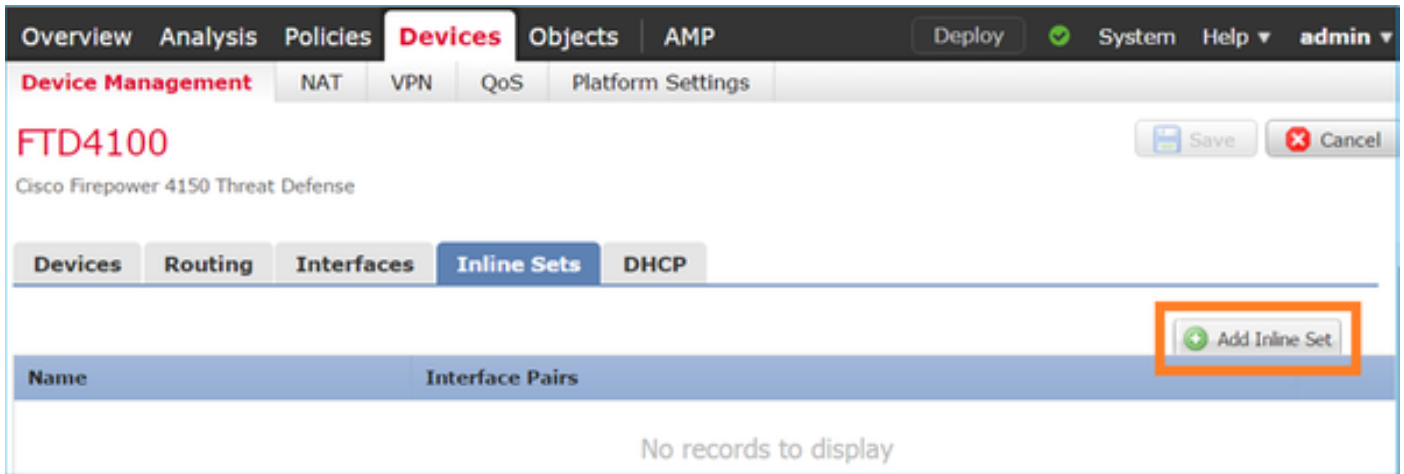 Overview Analysis Policies Devices Objects AMP Deploy System Help admin
Device Management NAT VPN QoS Platform Settings
FTD4100
Save Cancel
Cisco Firepower 4150 Threat Defense
Devices Routing Interfaces Inline Sets DHCP
Add Inline Set
Name Interface Pairs
No records to display